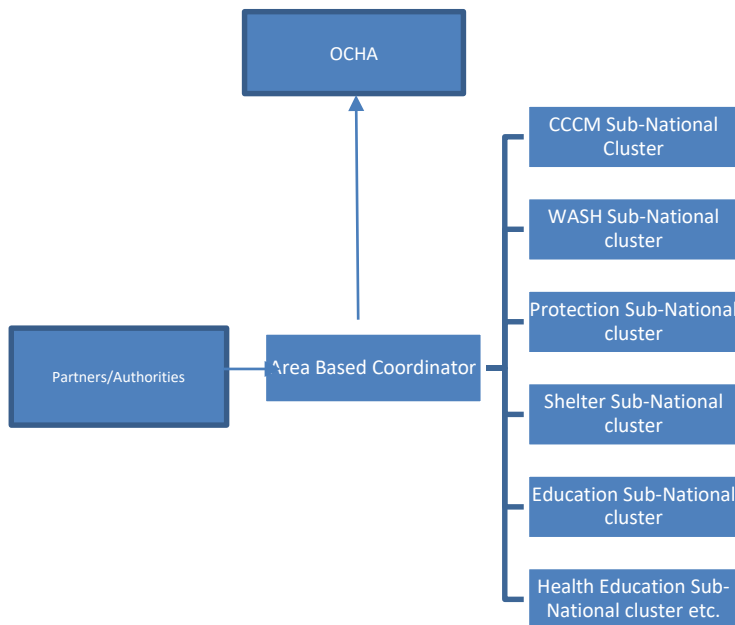 OCHA
CCCM Sub-National
Cluster
WASH Sub-National
cluster
Protection Sub-National
cluster
Partners/Authorities
Area Based Coordinator
Shelter Sub-National
cluster
Education Sub-National
cluster
Health Education Sub-
National cluster etc.